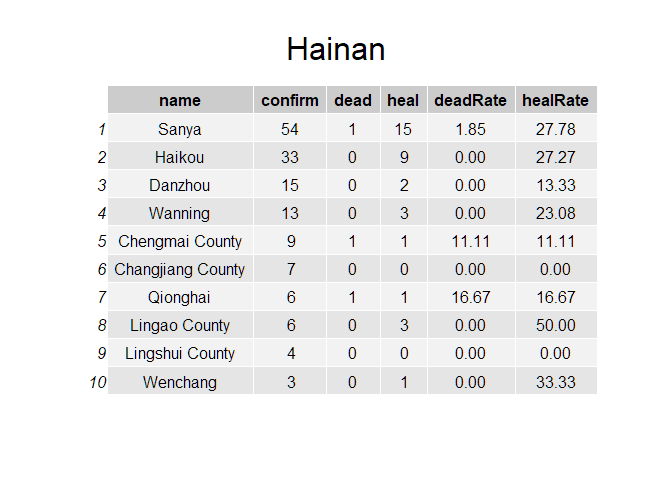 Hainan
name confirm dead heal deadRate healRate
1 Sanya 54 1 15 1.85 27.78
2 Haikou 33 0 9 0.00 27.27
3 Danzhou 15 0 2 0.00 13.33
4 Wanning 13 0 3 0.00 23.08
5 Chengmai County 9 1 1 11.11 11.11
6 Changjiang County 7 0 0 0.00 0.00
7 Qionghai 6 1 1 16.67 16.67
8 Lingao County 6 0 3 0.00 50.00
9 Lingshui County 4 0 0 0.00 0.00
10 Wenchang 3 0 1 0.00 33.33